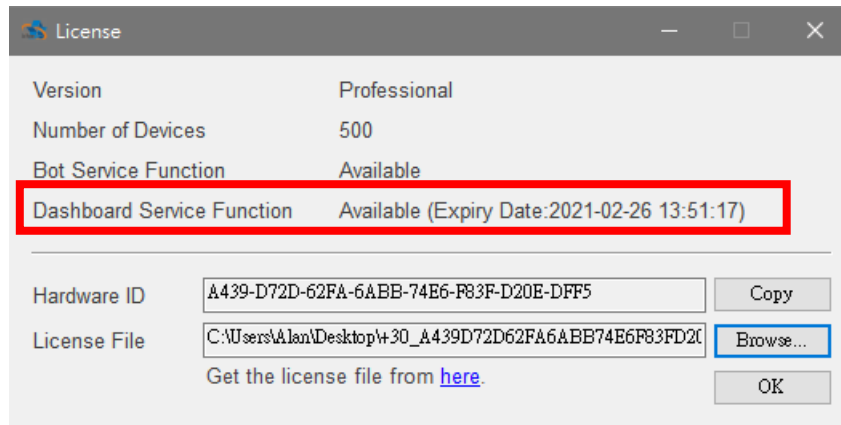 License
Version Professional
Number of Devices 500
Bot Service Function Available
Dashboard Service Function Available (Expiry Date:2021-02-26 13:51:17)
Hardware ID A439-D72D-62FA-6ABB-74E6-F83F-D20E-DFF5 Copy
License File C:\Users\Alan\Desktop\+30_A439D72D62FA6ABB74E6F83FD20( Browse...
Get the license file from here.
OK